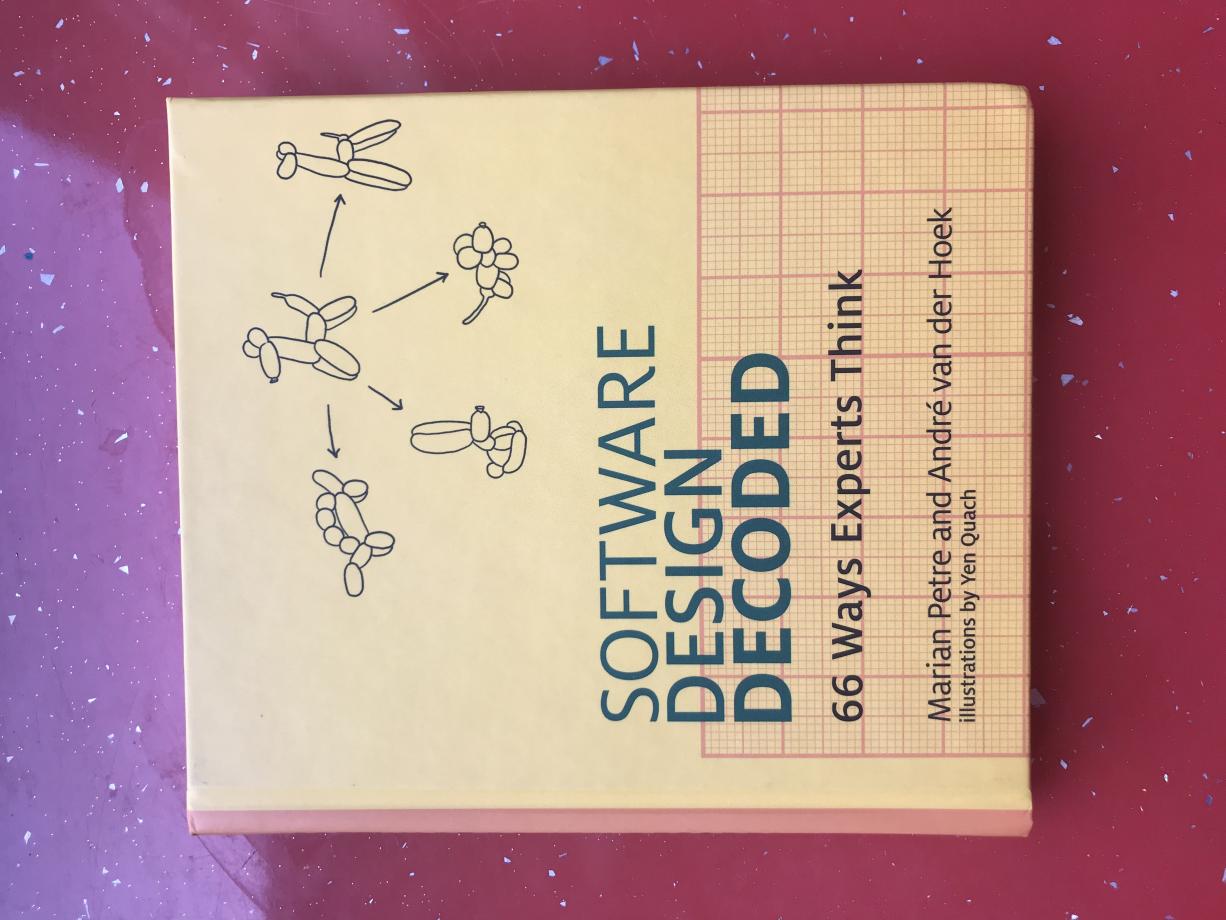 SOFTWARE
DESIGN
DECODED
66 Ways Experts Think
Marian Petre and André van der Hoek
illustrations by Yen Quach